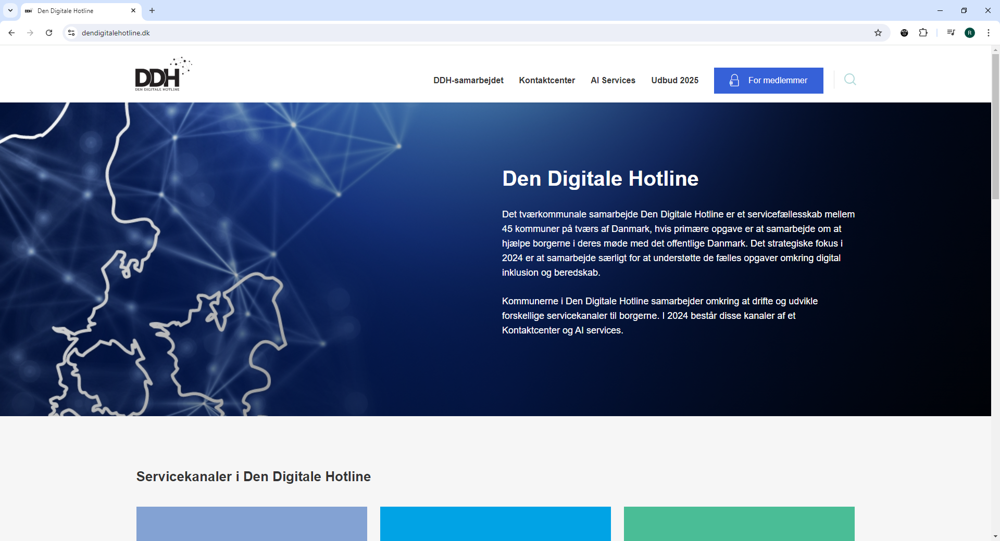 Den Digitale Hotline
dendigitalehotline.dk
R
DDH
DEN DIGITALE HOTLINE
DDH-samarbejdet
Kontaktcenter
AI Services
Udbud 2025
For medlemmer
Den Digitale Hotline
Det tværkommunale samarbejde Den Digitale Hotline er et servicefællesskab mellem
45 kommuner på tværs af Danmark, hvis primære opgave er at samarbejde om at
hjælpe borgerne i deres møde med det offentlige Danmark. Det strategiske fokus i
2024 er at samarbejde særligt for at understøtte de fælles opgaver omkring digital
inklusion og beredskab.
Kommunerne i Den Digitale Hotline samarbejder omkring at drifte og udvikle
forskellige servicekanaler til borgerne. I 2024 består disse kanaler af et
Kontaktcenter og AI services.
Servicekanaler i Den Digitale Hotline